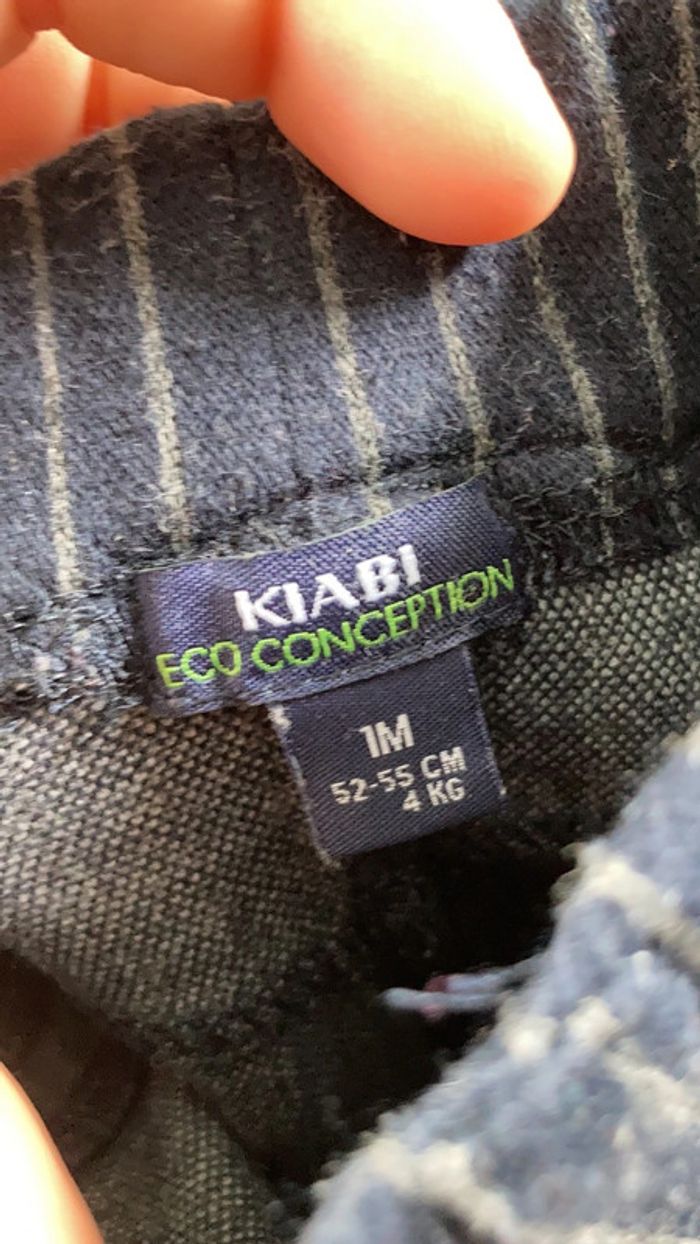 KIABI
ECO CONCEPTION
1M
52-55 CM
4 KG